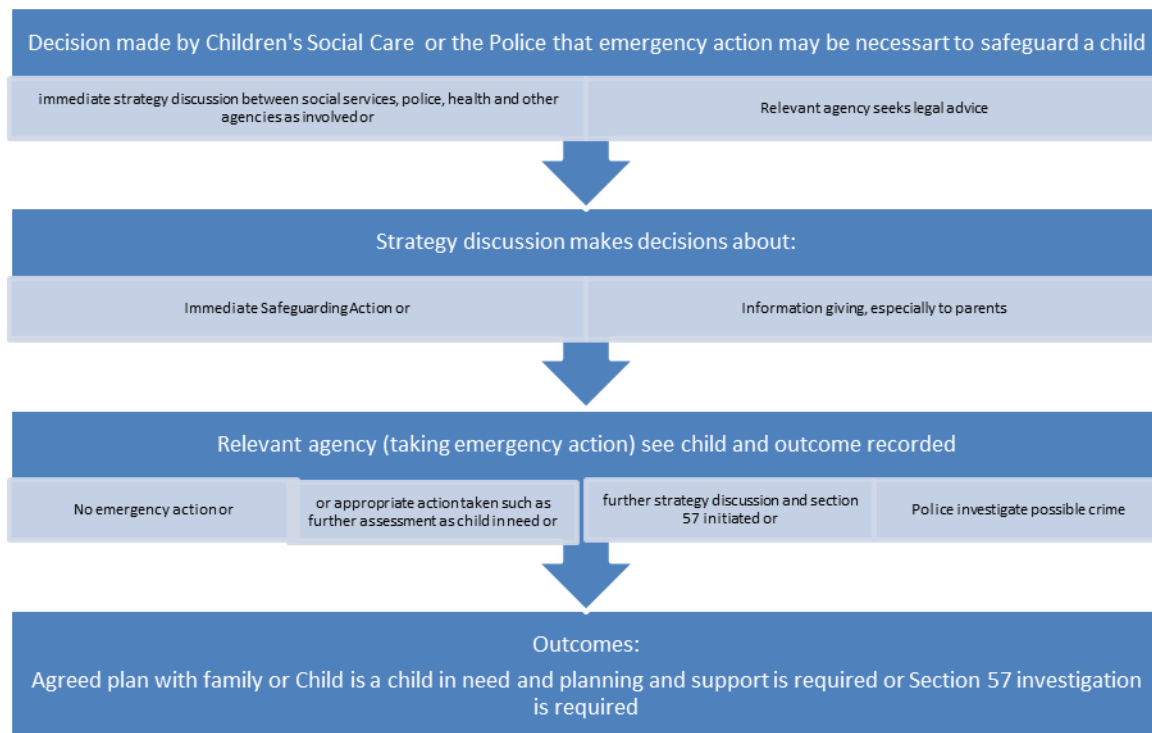 Decision made by Children's Social Care or the Police that emergency action may be necessart to safeguard a child
immediate strategy discussion between social services, police, health and other
agencies as involved or
Relevant agency seeks legal advice
Strategy discussion makes decisions about:
Immediate Safeguarding Action or
Information giving, especially to parents
Relevant agency (taking emergency action) see child and outcome recorded
No emergency action or
or appropriate action taken such as
further assessment as child in need or
further strategy discussion and section
57 initiated or
Police investigate possible crime
Outcomes:
Agreed plan with family or Child is a child in need and planning and support is required or Section 57 investigation
is required